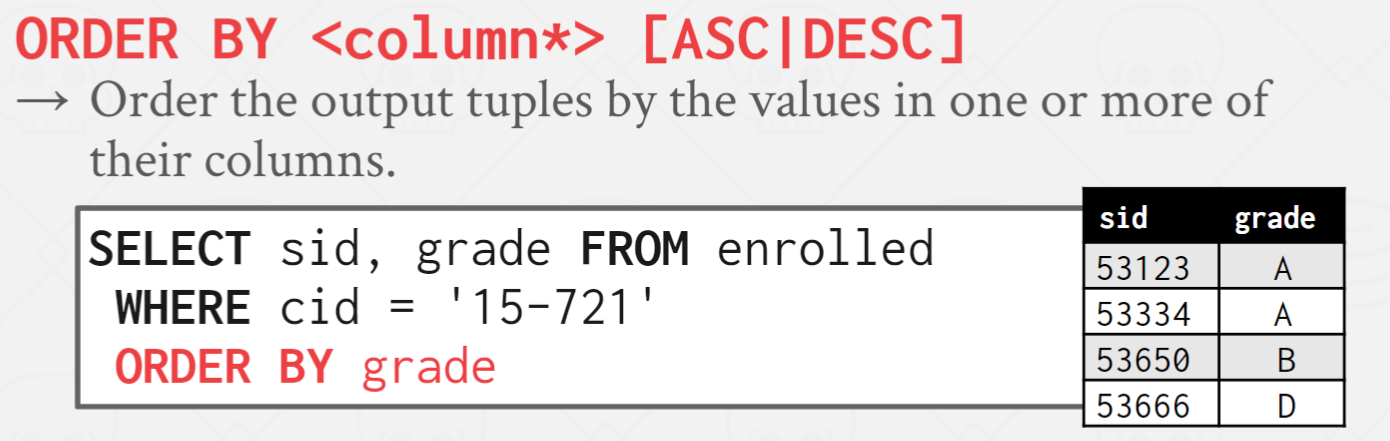 ORDER BY <column*> [ASC|DESC]
→ Order the output tuples by the values in one or more of
their columns.
SELECT sid, grade FROM enrolled
WHERE cid = '15-721'
ORDER BY grade
sid grade
53123 A
53334 A
53650 B
53666 D